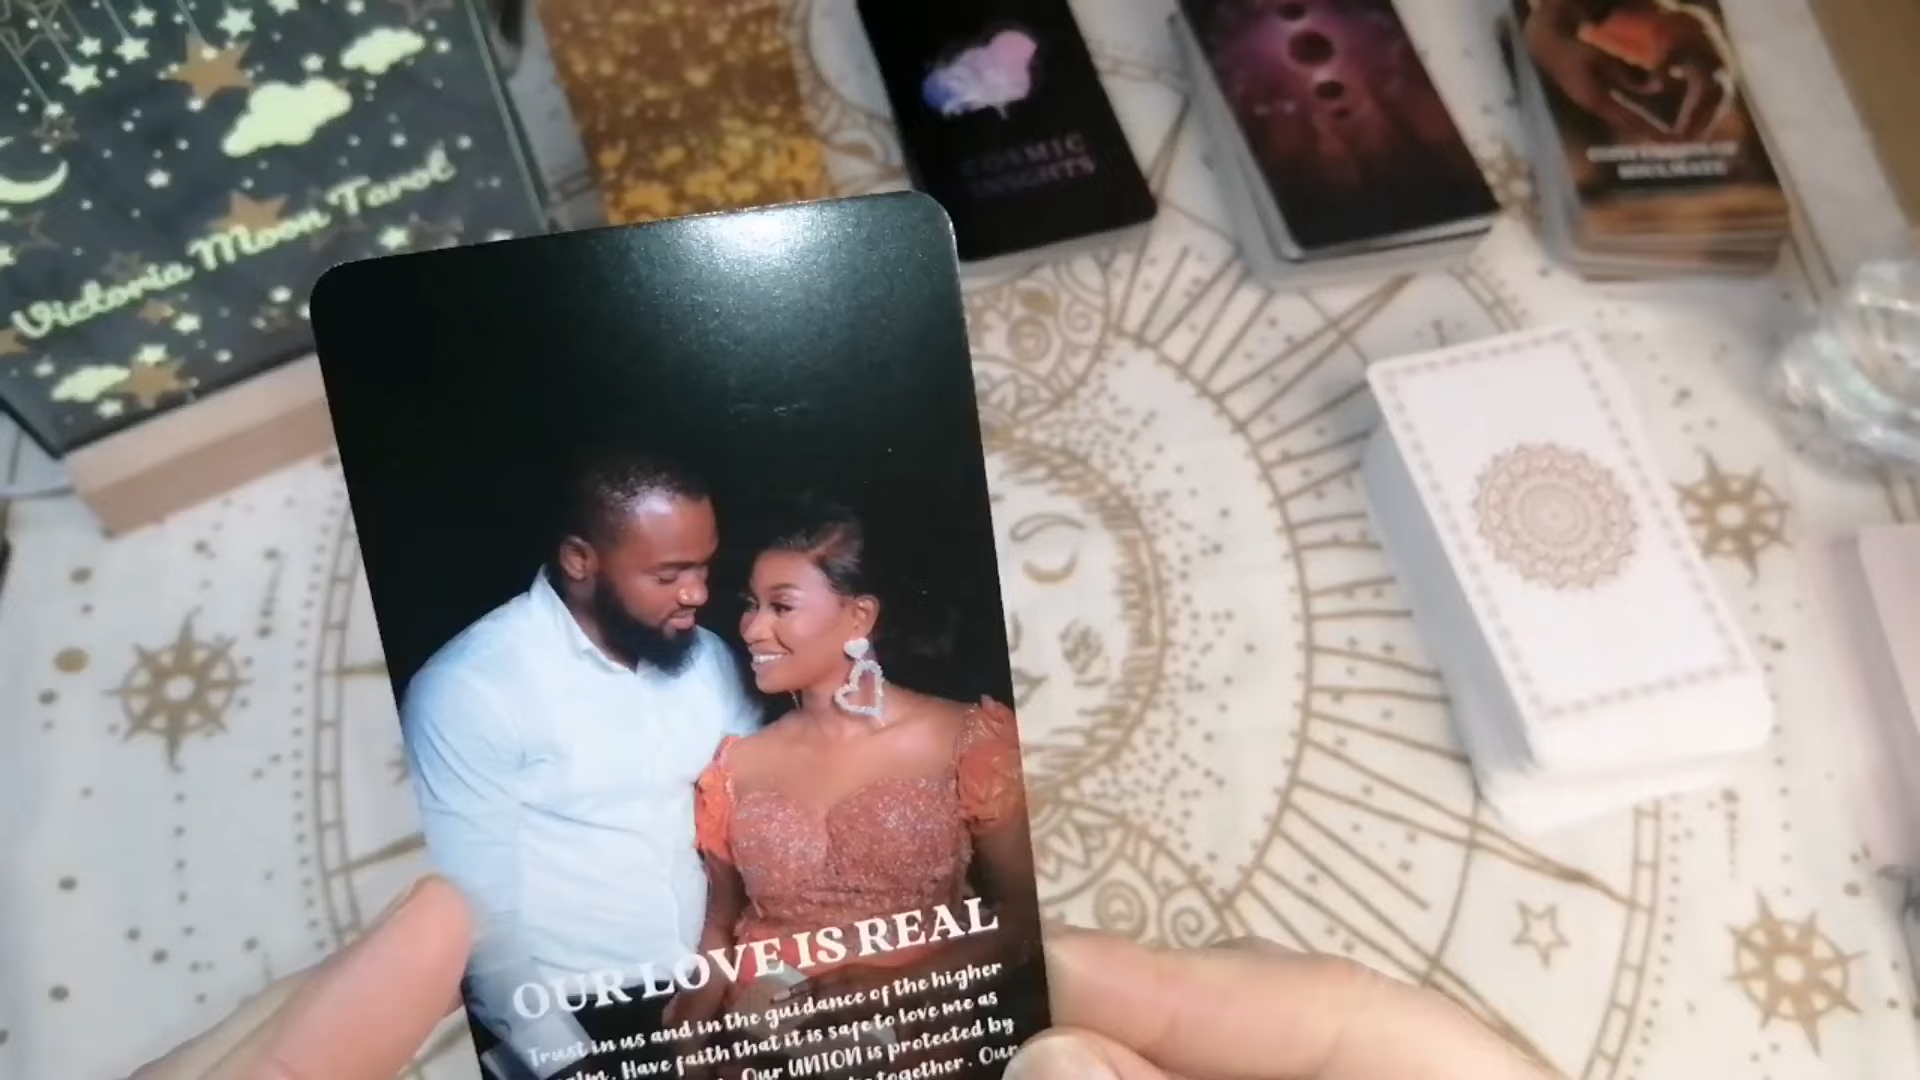 Victoria Moon Tarot
COSMIC
INSIGHTS
SOULMATE
OUR LOVE IS REAL
Trust in us and in the guidance of the higher
Have faith that it is safe to love me as
Our UNION is protected by
together. Our